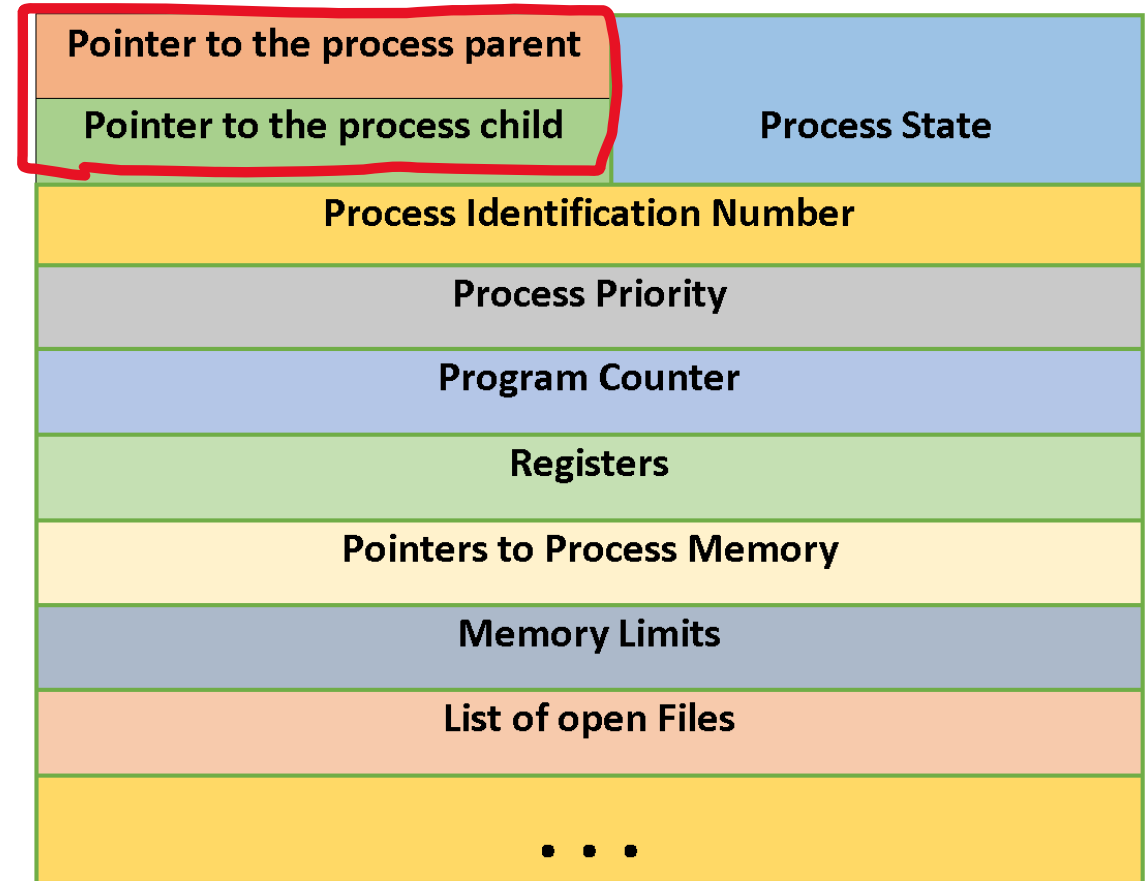 Pointer to the process parent
Pointer to the process child
Process State
Process Identification Number
Process Priority
Program Counter
Registers
Pointers to Process Memory
Memory Limits
List of open Files
. . .